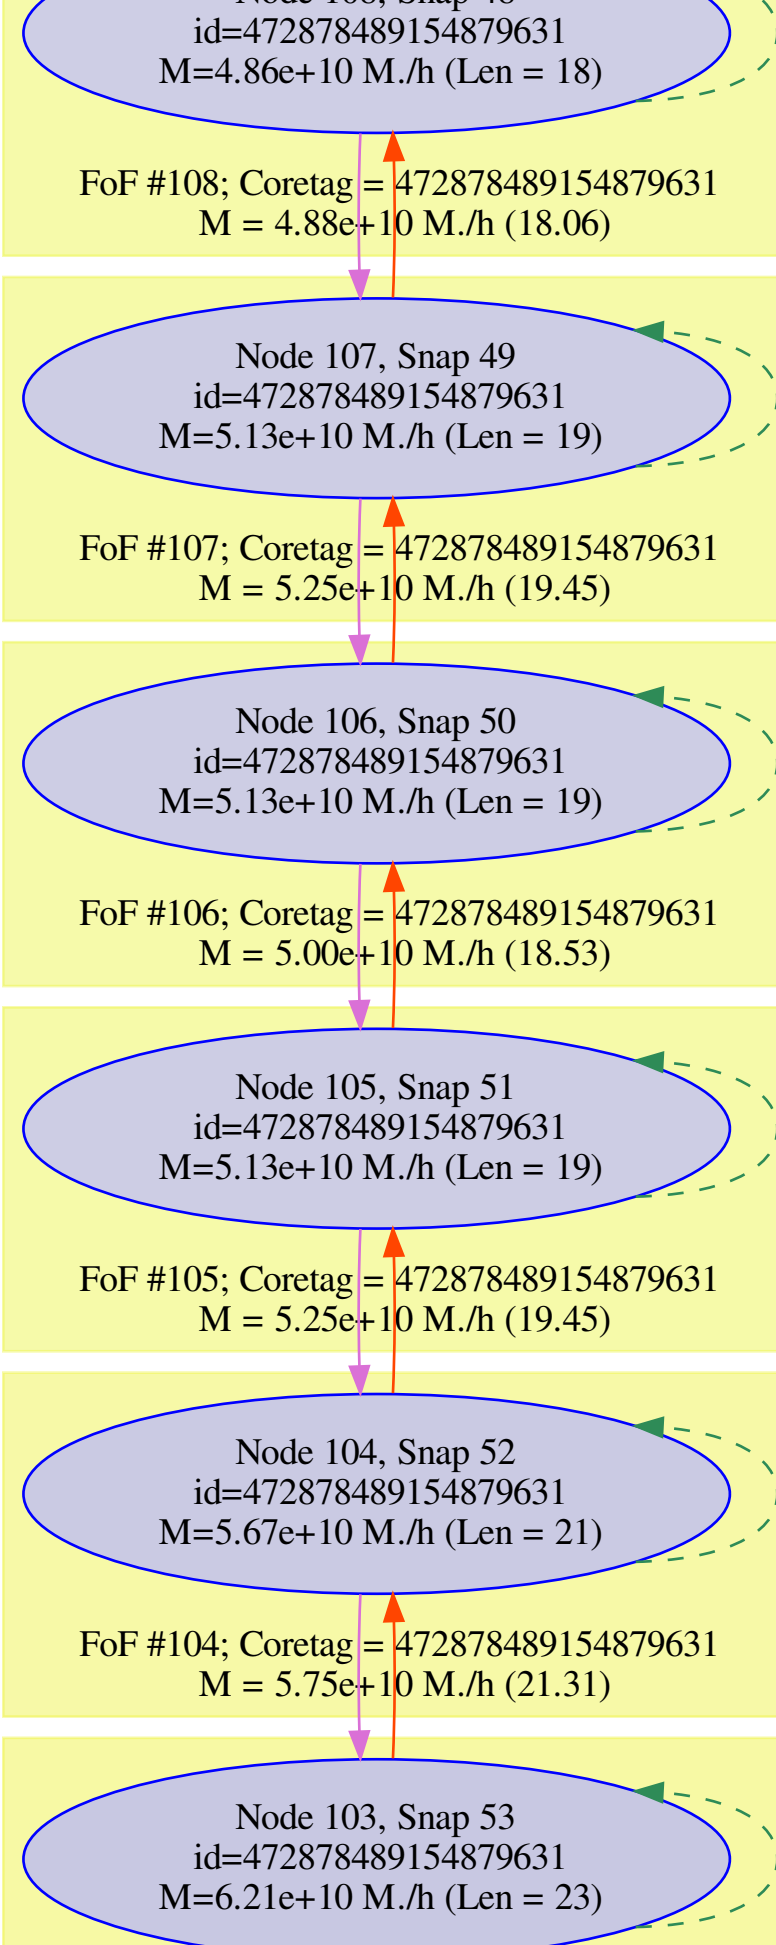 Node 108, Snap 48
id=472878489154879631
M=4.86e+10 M./h (Len = 18)
FoF #108; Coretag = 472878489154879631
M = 4.88e+10 M./h (18.06)
Node 107, Snap 49
id=472878489154879631
M=5.13e+10 M./h (Len = 19)
FoF #107; Coretag = 472878489154879631
M = 5.25e+10 M./h (19.45)
Node 106, Snap 50
id=472878489154879631
M=5.13e+10 M./h (Len = 19)
FoF #106; Coretag = 472878489154879631
M = 5.00e+10 M./h (18.53)
Node 105, Snap 51
id=472878489154879631
M=5.13e+10 M./h (Len = 19)
FoF #105; Coretag = 472878489154879631
M = 5.25e+10 M./h (19.45)
Node 104, Snap 52
id=472878489154879631
M=5.67e+10 M./h (Len = 21)
FoF #104; Coretag = 472878489154879631
M = 5.75e+10 M./h (21.31)
Node 103, Snap 53
id=472878489154879631
M=6.21e+10 M./h (Len = 23)